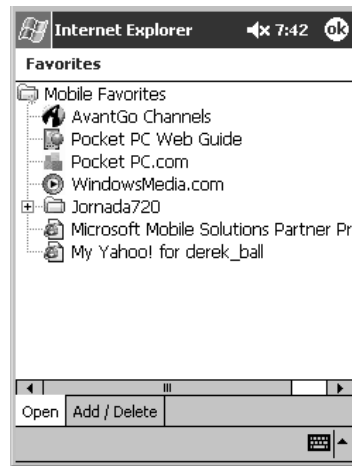 Internet Explorer 7:42 ok
Favorites
Mobile Favorites
AvantGo Channels
Pocket PC Web Guide
Pocket PC.com
WindowsMedia.com
Jornada720
Microsoft Mobile Solutions Partner Pr
My Yahoo! for derek_ball
Open Add / Delete